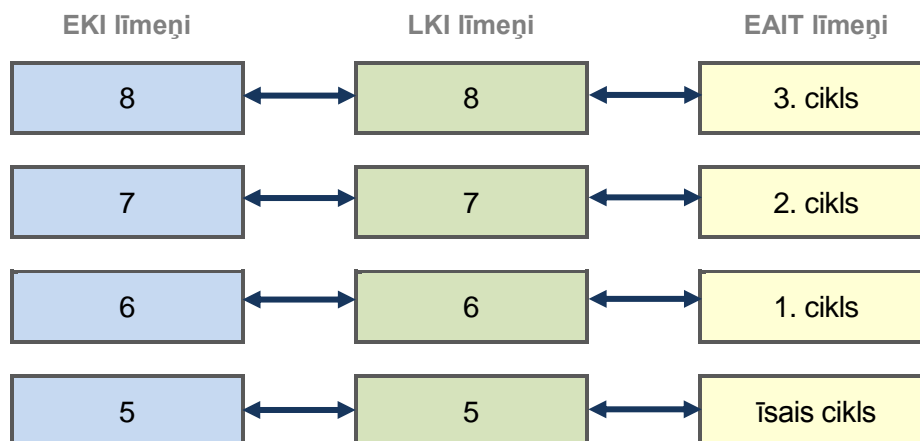 EKI līmeņi LKI līmeņi EAIT līmeņi
8 8 3. cikls
7 7 2. cikls
6 6 1. cikls
5 5 īsais cikls